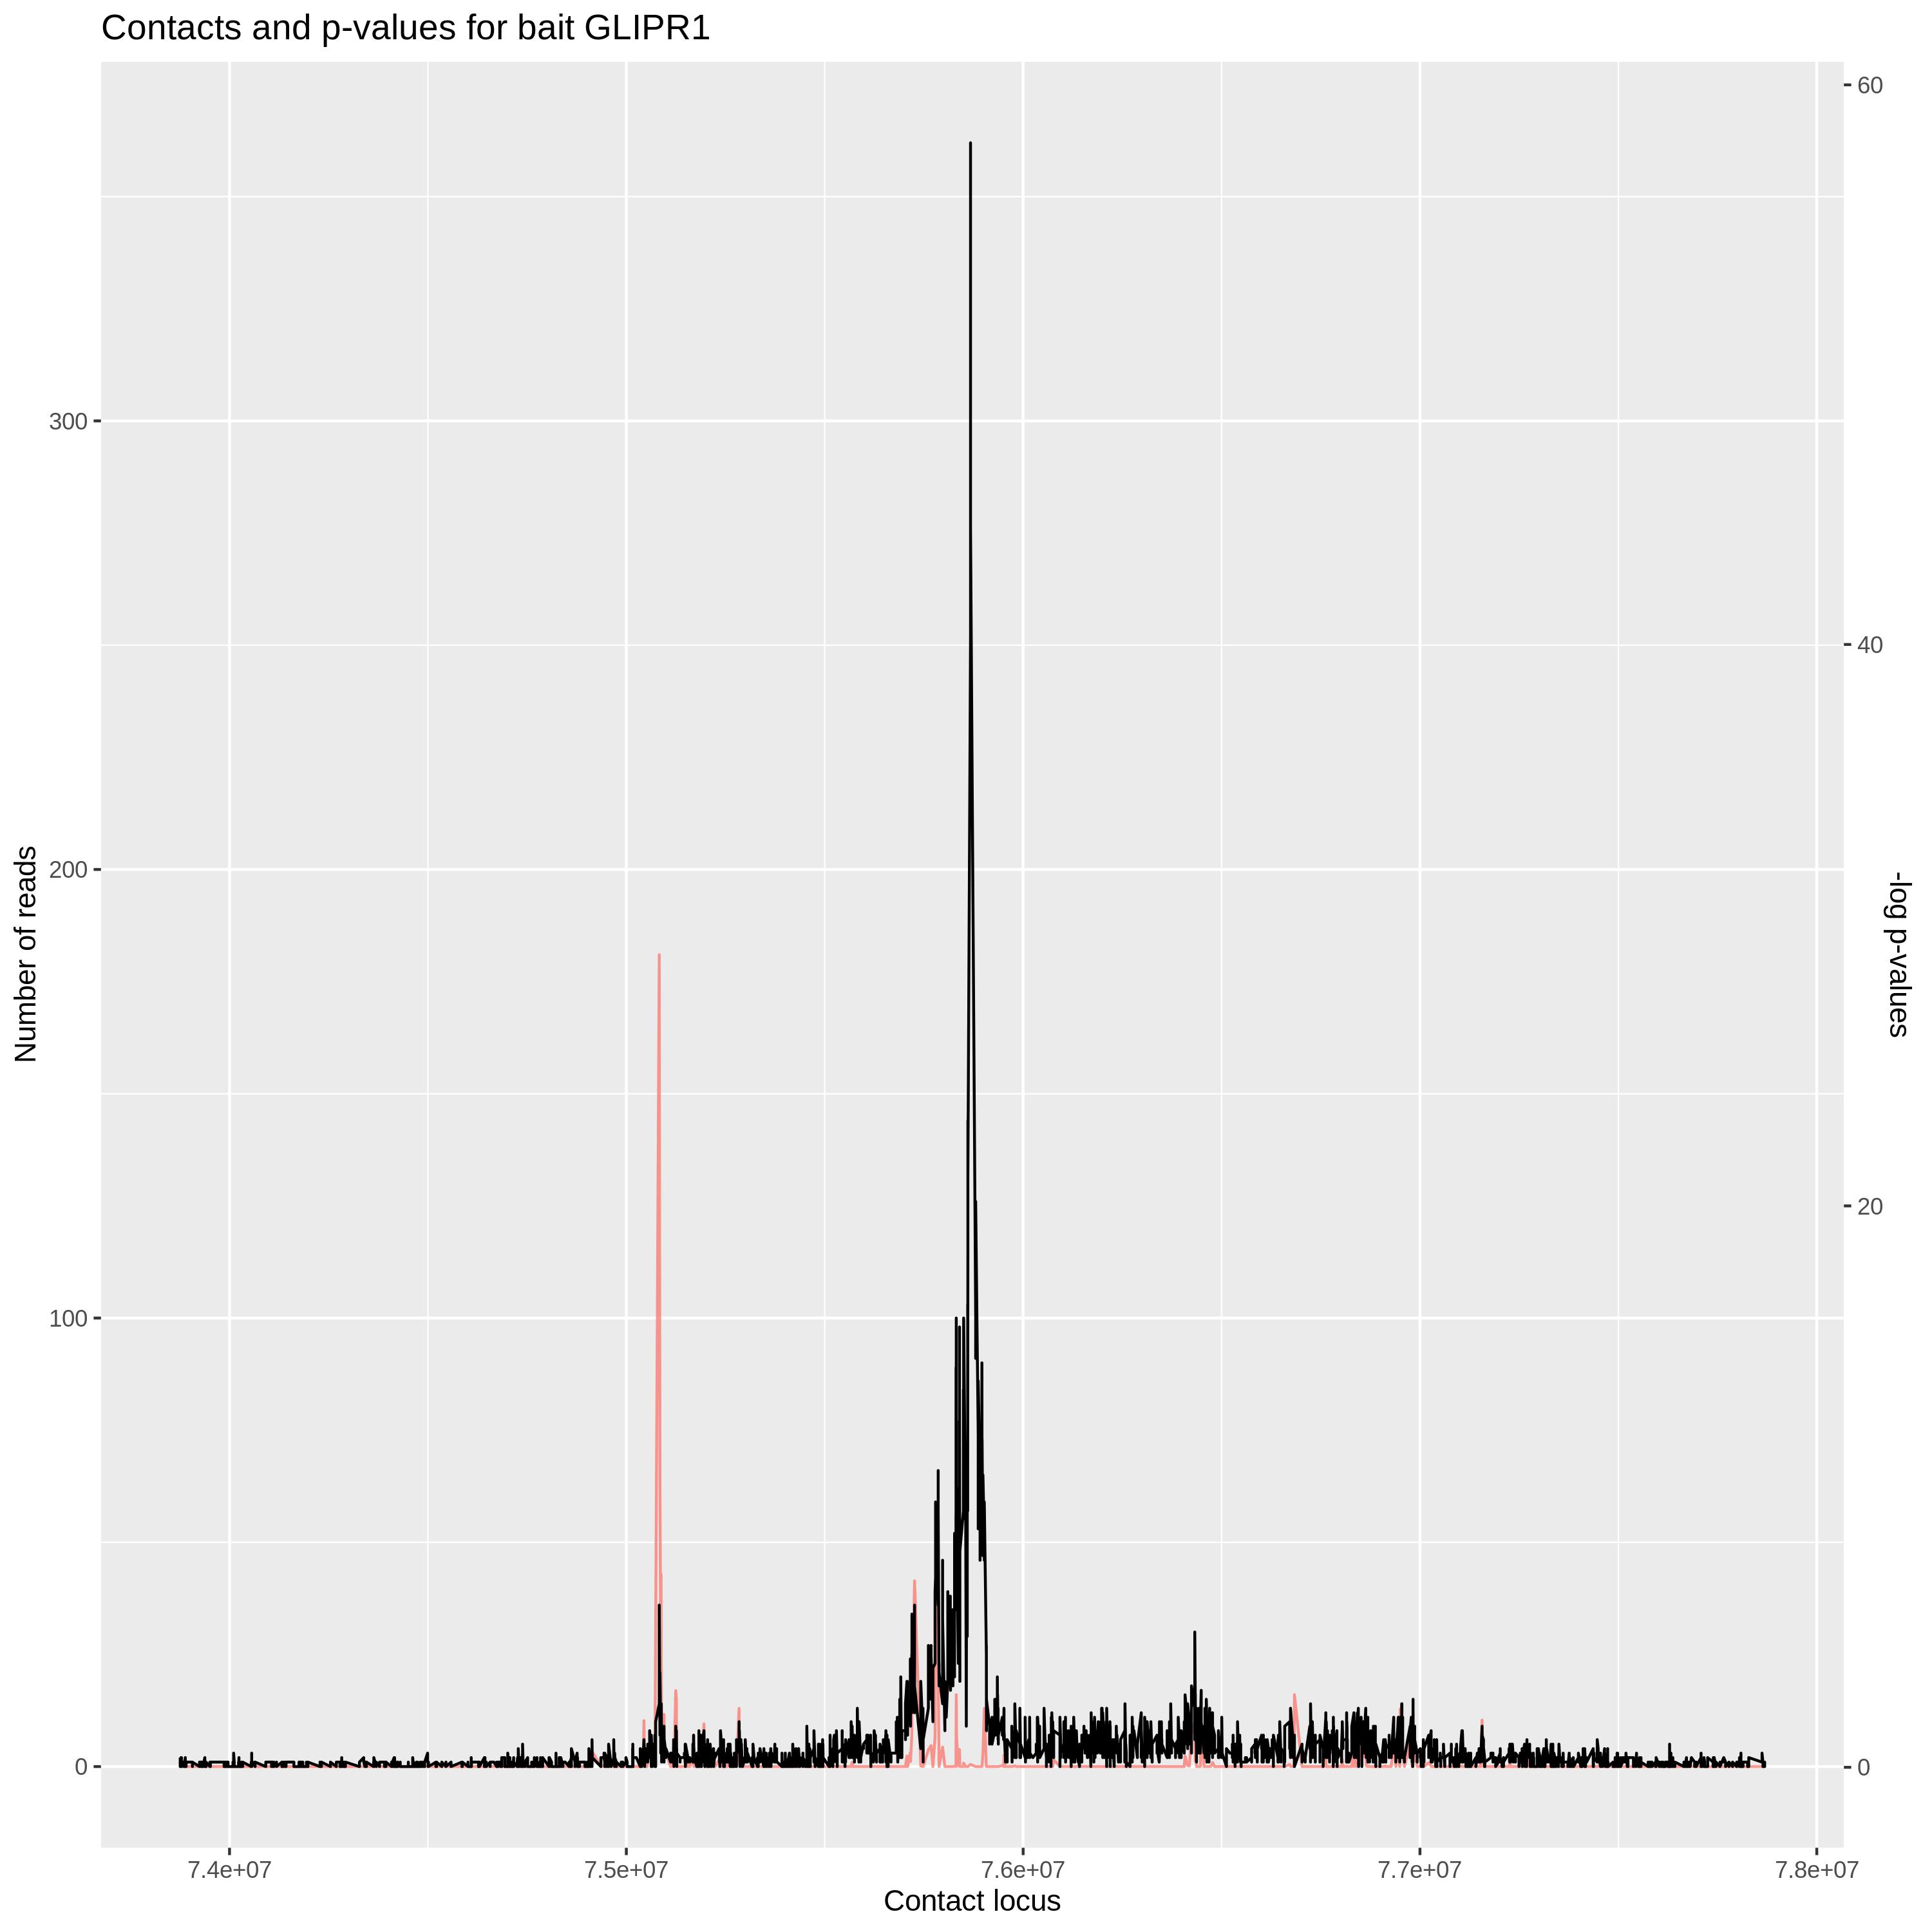 Contacts and p-values for bait GLIPR1
Number of reads
300
200
100
0
60
40
20
0
-log p-values
7.4e+07
7.5e+07
7.6e+07
7.7e+07
7.8e+07
Contact locus